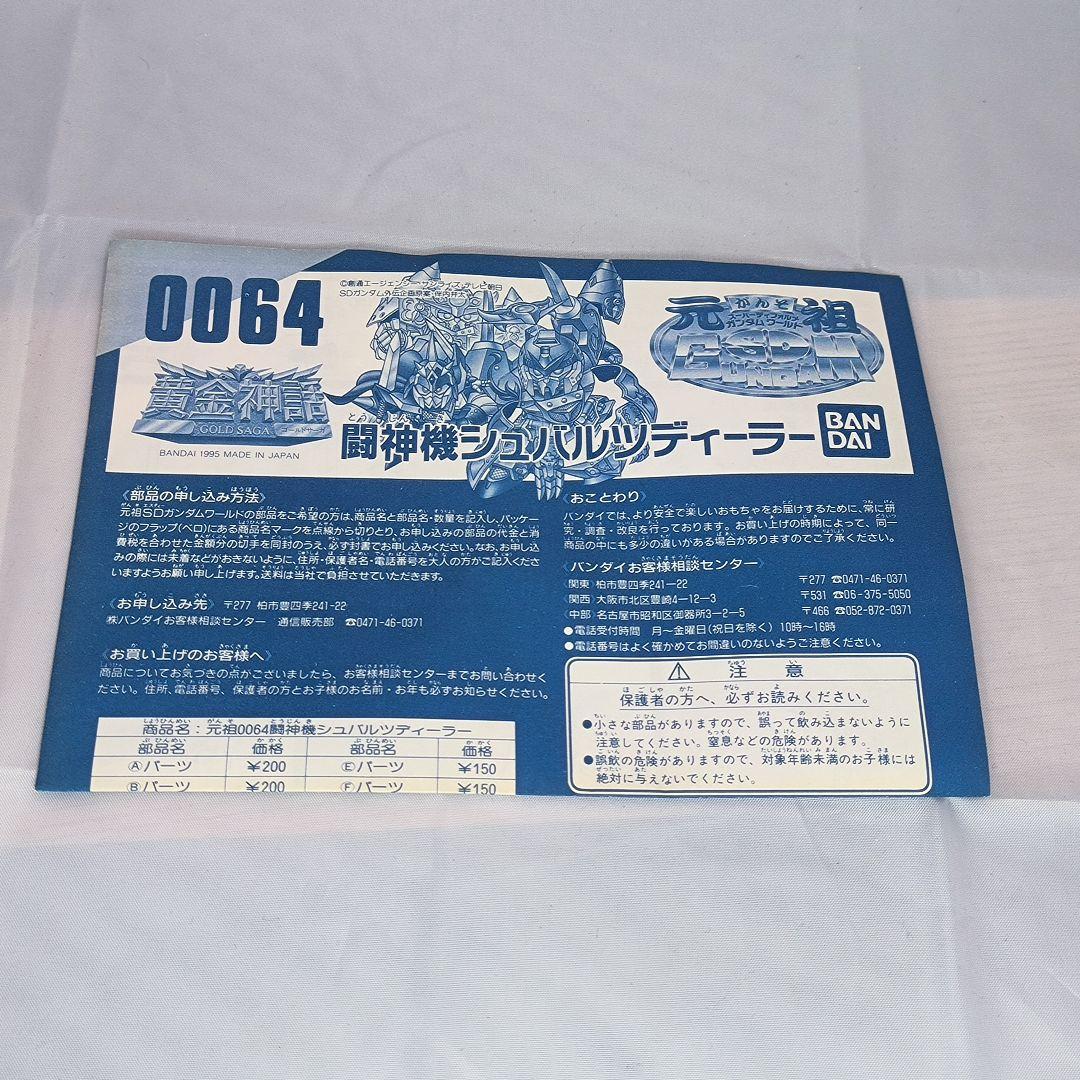 0064
©創通エージェンシー・サンライズ・テレビ朝日
SDガンダム外伝企画原案・伴内弁太
がんそ
元祖
スーパーディフォルメ
ガンダムワールド
SD
GUNDAM
黄金神話
GOLD SAGA ゴールドサーガ
BANDAI 1995 MADE IN JAPAN
闘神機シュバルツディーラー
BAN
DAI
《部品の申し込み方法》
元祖SDガンダムワールドの部品をご希望の方は、商品名と部品名・数量を記入し、パッケー
ジのフラップ(ベロ)にある商品名マークを点線から切りとり、お申し込みの部品の代金と消
費税を合わせた金額分の切手を同封のうえ、必ず封書でお申し込みください。なお、お申し込
みの際には未着などがおきないように、住所・保護者名・電話番号を大人の方がご記入くださ
いますようお願い申し上げます。送料は当社で負担させていただきます。
《お申し込み先》 〒277 柏市豊四季241-22
㈱バンダイお客様相談センター 通信販売部 ☎0471-46-0371
《お買い上げのお客様へ》
商品についてお気づきの点がございましたら、お客様相談センターまでお問い合わせく
ださい。住所、電話番号、保護者の方とお子様のお名前・お年も必ずお知らせください。
商品名：元祖0064闘神機シュバルツディーラー
部品名 価格 部品名 価格
Ⓐパーツ ¥200 Ⓔパーツ ¥150
Ⓑパーツ ¥200 Ⓕパーツ ¥150
《おことわり》
バンダイでは、より安全で楽しいおもちゃをお届けするために、常に研
究・調査・改良を行っております。お買い上げの時期によって、同一
商品の中にも多少の違いがある場合がありますのでご了承ください。
《バンダイお客様相談センター》
関東 柏市豊四季241-22 〒277 ☎0471-46-0371
関西 大阪市北区豊崎4-12-3 〒531 ☎06-375-5050
中部 名古屋市昭和区御器所3-2-5 〒466 ☎052-872-0371
●電話受付時間 月～金曜日(祝日を除く)10時～16時
●電話番号はよく確かめてお間違いのないようご注意ください。
⚠ 注意
保護者の方へ、必ずお読みください。
●小さな部品がありますので、誤って飲み込まないように
注意してください。窒息などの危険があります。
●誤飲の危険がありますので、対象年齢未満のお子様には
絶対に与えないでください。